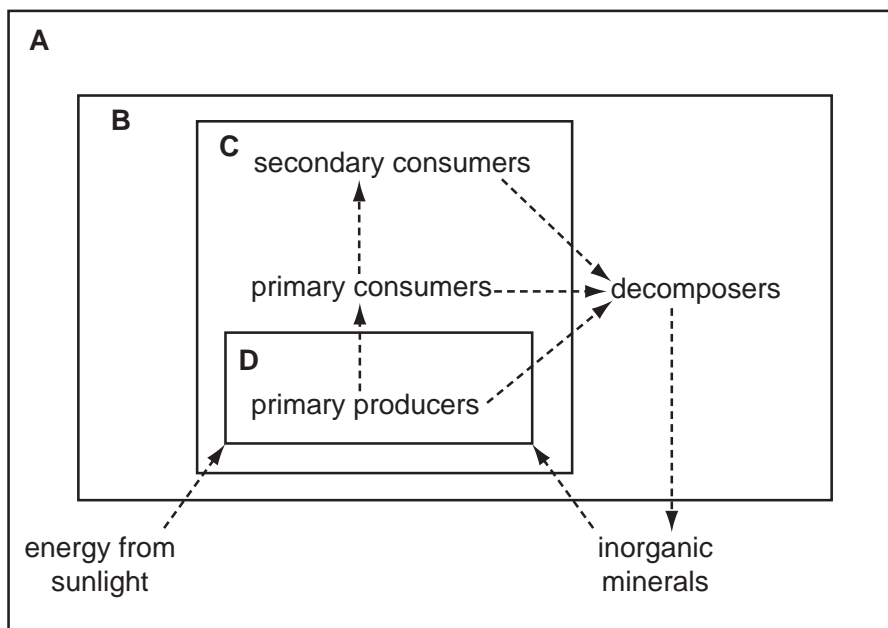 A
B
C
secondary consumers
primary consumers
decomposers
D
primary producers
energy from
sunlight
inorganic
minerals